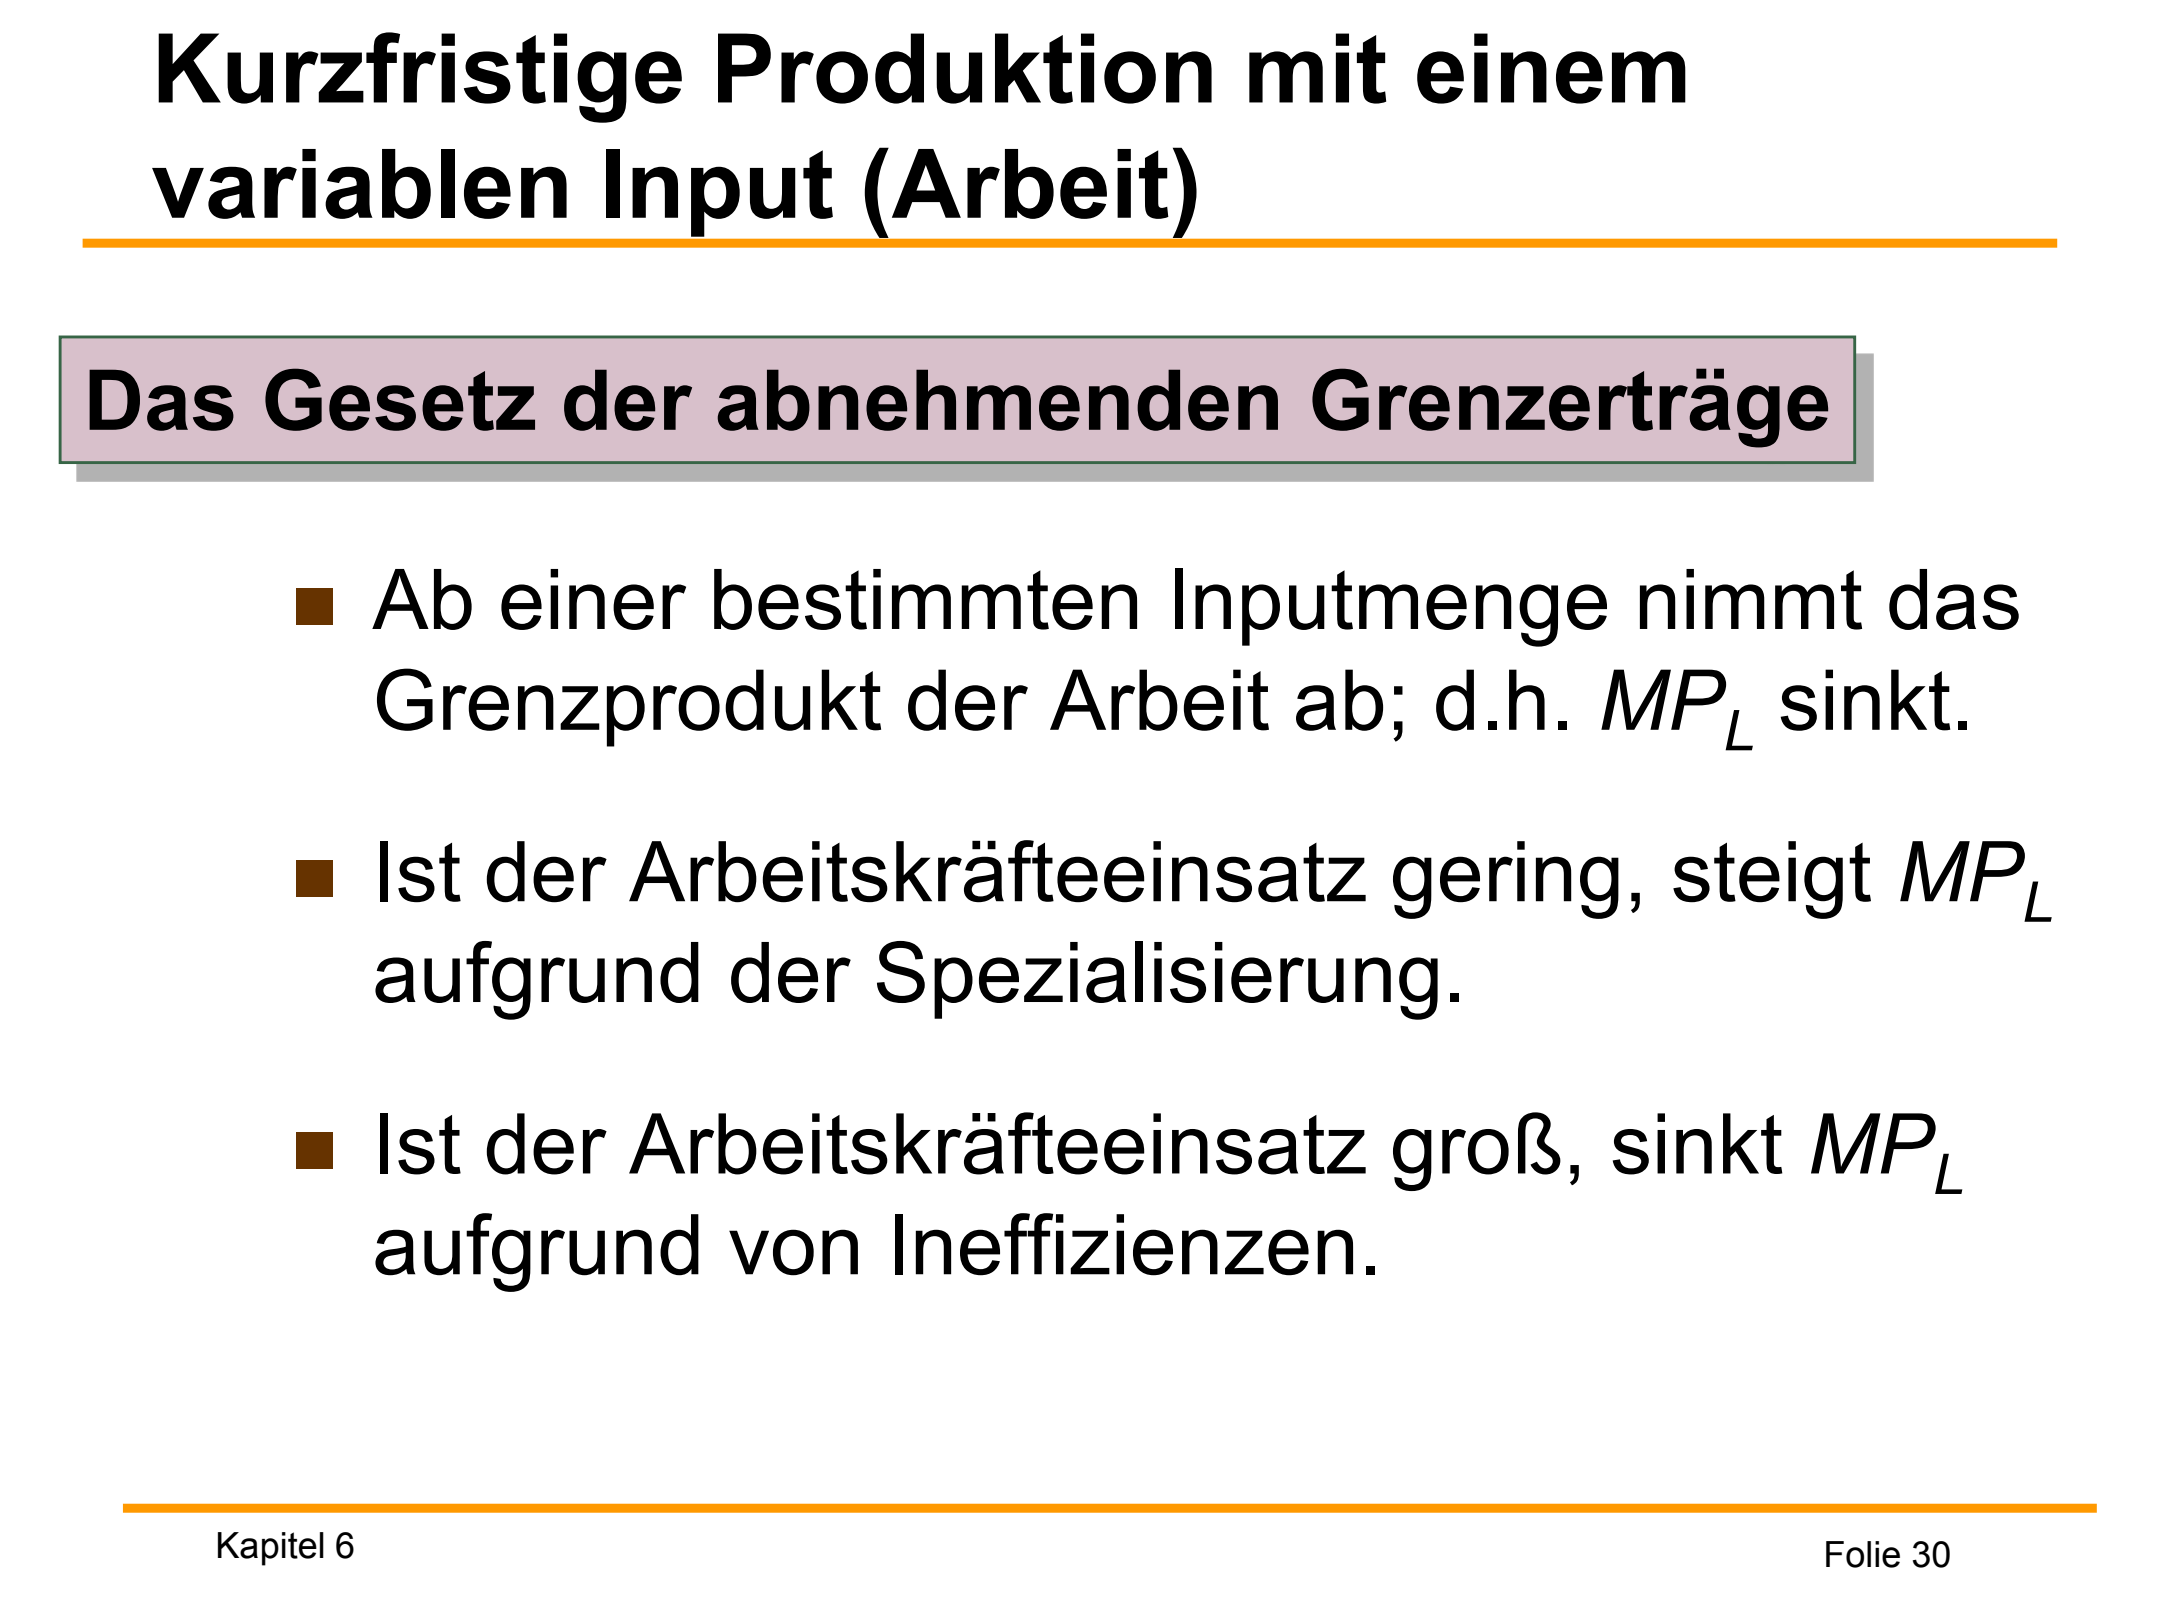 Kurzfristige Produktion mit einem
variablen Input (Arbeit)
Das Gesetz der abnehmenden Grenzerträge
Ab einer bestimmten Inputmenge nimmt das
Grenzprodukt der Arbeit ab; d.h. MP_L sinkt.
Ist der Arbeitskräfteeinsatz gering, steigt MP_L
aufgrund der Spezialisierung.
Ist der Arbeitskräfteeinsatz groß, sinkt MP_L
aufgrund von Ineffizienzen.
Kapitel 6
Folie 30